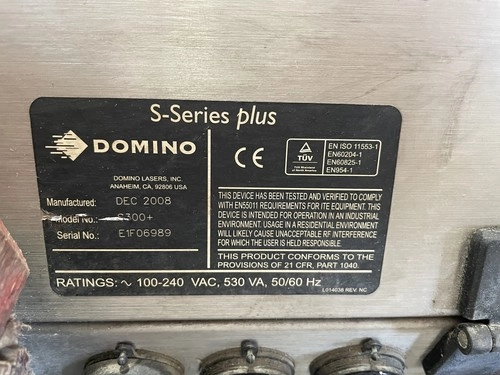 S-Series plus
DOMINO
DOMINO LASERS, INC.
ANAHEIM, CA, 92806 USA
Manufactured: DEC 2008
Model No.: S300+
Serial No.: E1F06989
CE
TÜV
EN ISO 11553-1
EN60204-1
EN60825-1
EN954-1
THIS DEVICE HAS BEEN TESTED AND VERIFIED TO COMPLY
WITH EN55011 REQUIREMENTS FOR ITE EQUIPMENT. THIS
DEVICE IS INTENDED FOR OPERATION IN AN INDUSTRIAL
ENVIRONMENT. USAGE IN A RESIDENTIAL ENVIRONMENT
COULD LIKELY CAUSE UNACCEPTABLE RF INTERFERENCE
FOR WHICH THE USER IS HELD RESPONSIBLE.
THIS PRODUCT CONFORMS TO THE
PROVISIONS OF 21 CFR, PART 1040.
RATINGS: ~ 100-240 VAC, 530 VA, 50/60 Hz
L014038 REV. NC